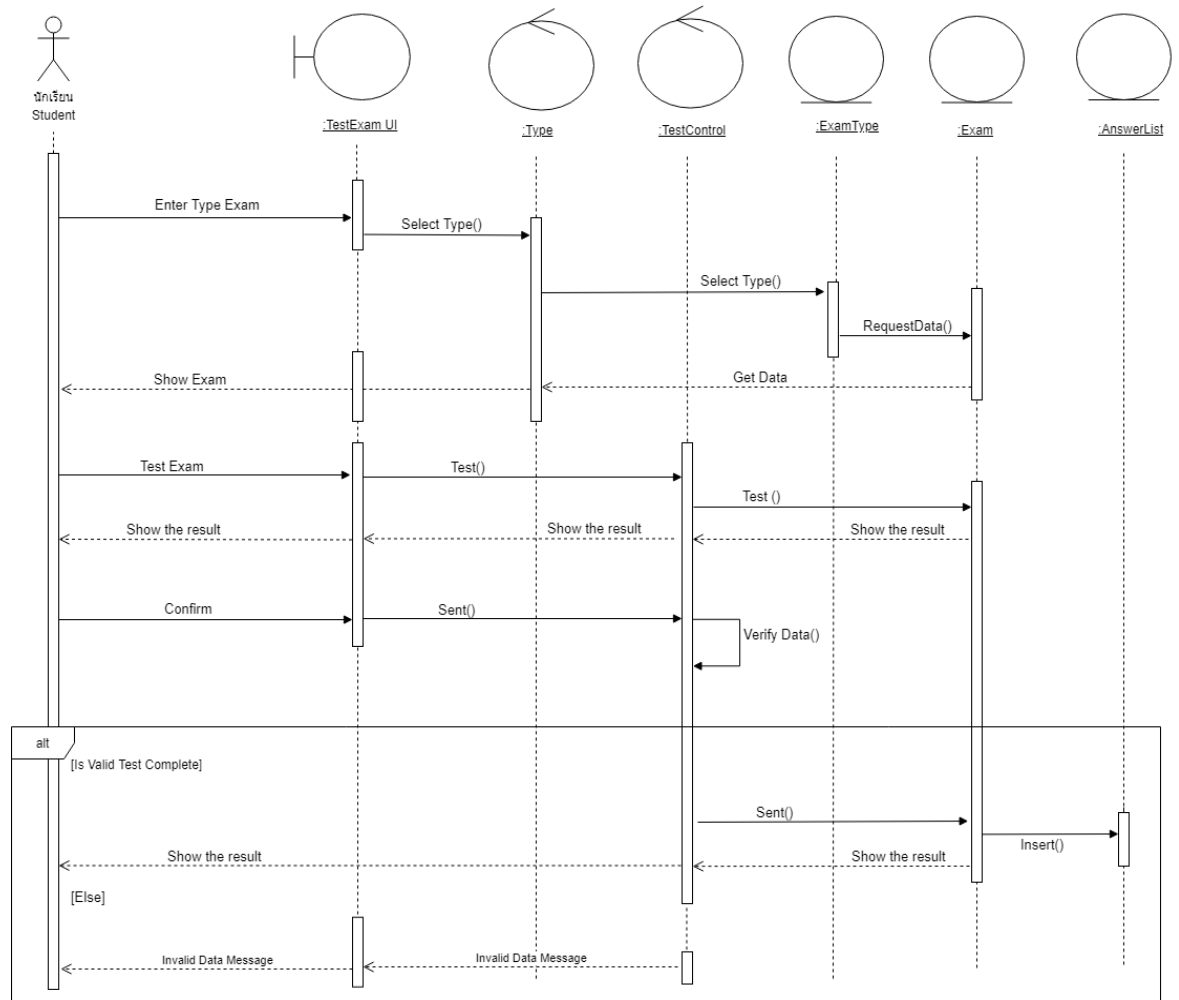 นักเรียน
Student
:TestExam UI
:Type
:TestControl
:ExamType
:Exam
:AnswerList
Enter Type Exam
Select Type()
Select Type()
RequestData()
Get Data
Show Exam
Test Exam
Test()
Test ()
Show the result
Show the result
Show the result
Confirm
Sent()
Verify Data()
alt
[Is Valid Test Complete]
Sent()
Insert()
Show the result
Show the result
[Else]
Invalid Data Message
Invalid Data Message